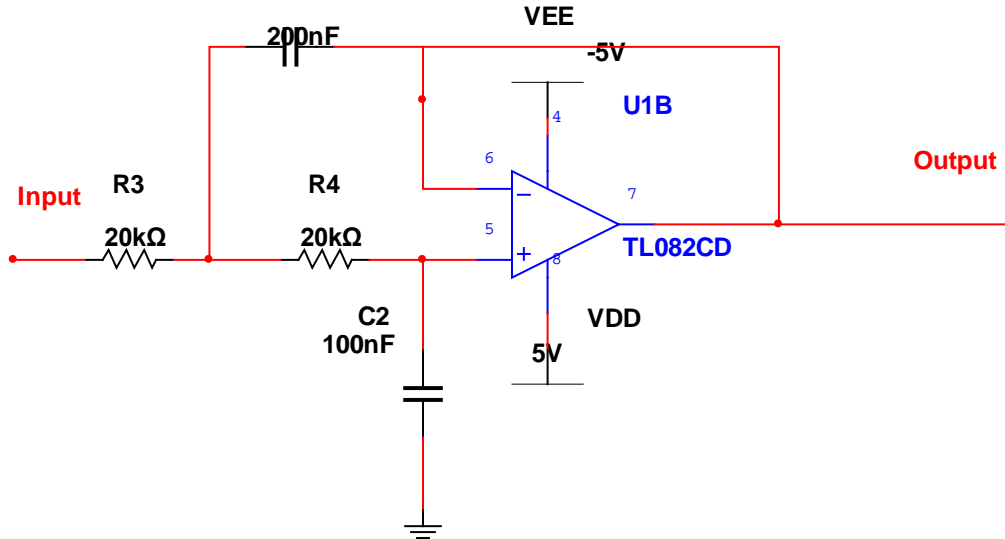 VEE
200nF
-5V
U1B
4
6
Output
Input
R3
R4
7
5
20kΩ
20kΩ
TL082CD
8
C2
VDD
100nF
5V